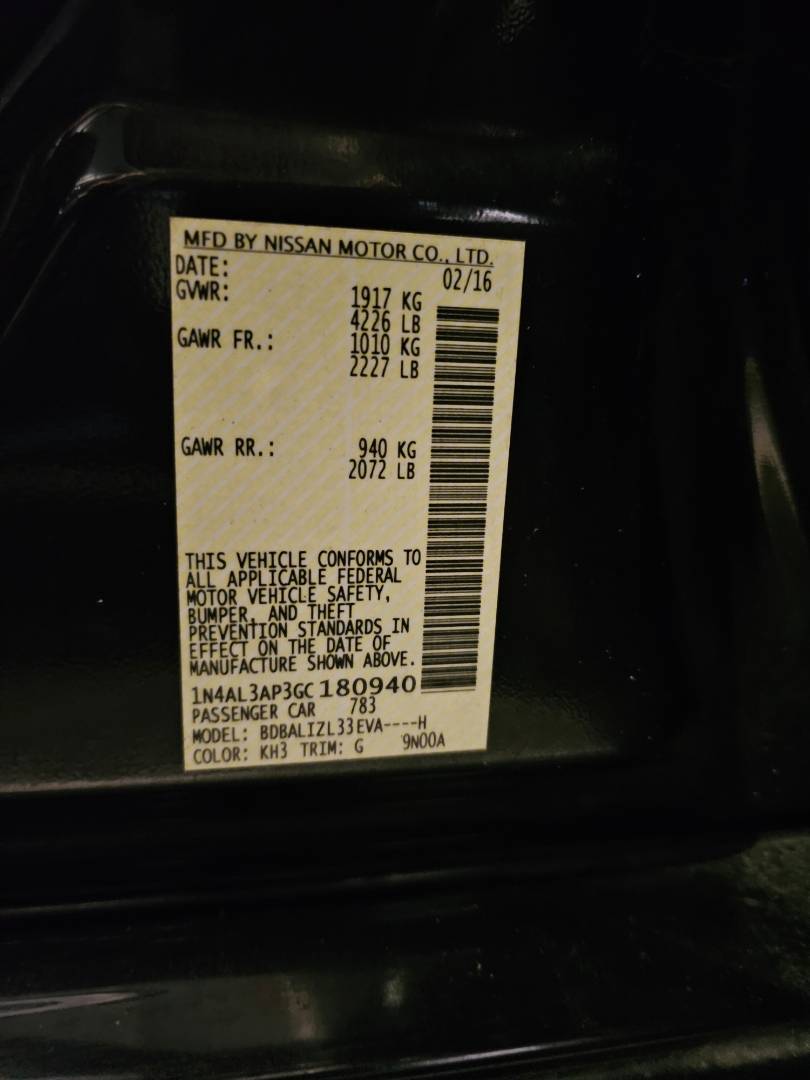 MFD BY NISSAN MOTOR CO., LTD.
DATE: 02/16
GVWR: 1917 KG
4226 LB
GAWR FR.: 1010 KG
2227 LB
GAWR RR.: 940 KG
2072 LB
THIS VEHICLE CONFORMS TO
ALL APPLICABLE FEDERAL
MOTOR VEHICLE SAFETY,
BUMPER, AND THEFT
PREVENTION STANDARDS IN
EFFECT ON THE DATE OF
MANUFACTURE SHOWN ABOVE.
1N4AL3AP3GC180940
PASSENGER CAR 783
MODEL: BDBALIZL33EVA----H
COLOR: KH3 TRIM: G 9N00A